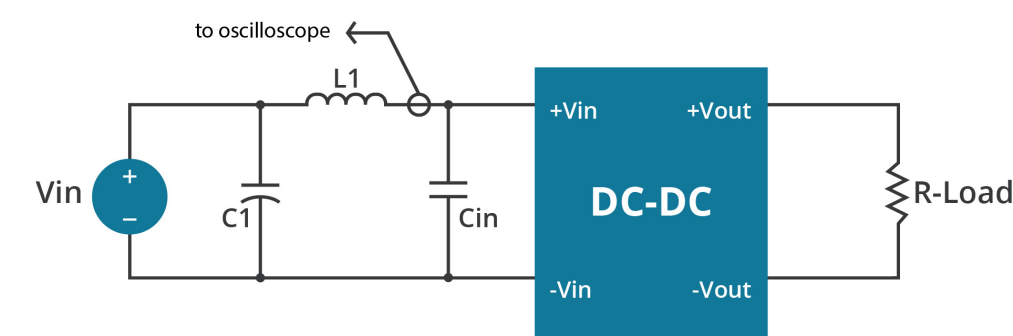 to oscilloscope
L1
+Vin
+Vout
+
Vin
−
C1
Cin
DC-DC
R-Load
-Vin
-Vout